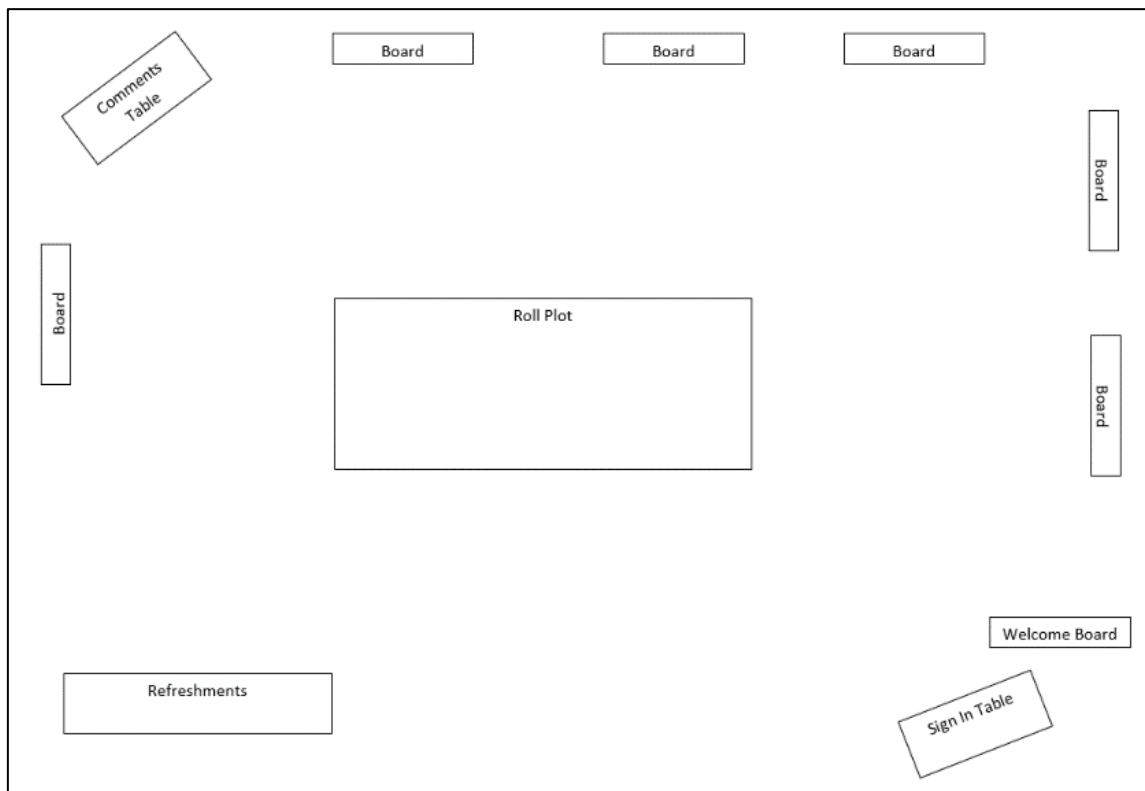 Comments
Table
Board
Board
Board
Board
Board
Roll Plot
Board
Welcome Board
Refreshments
Sign In Table